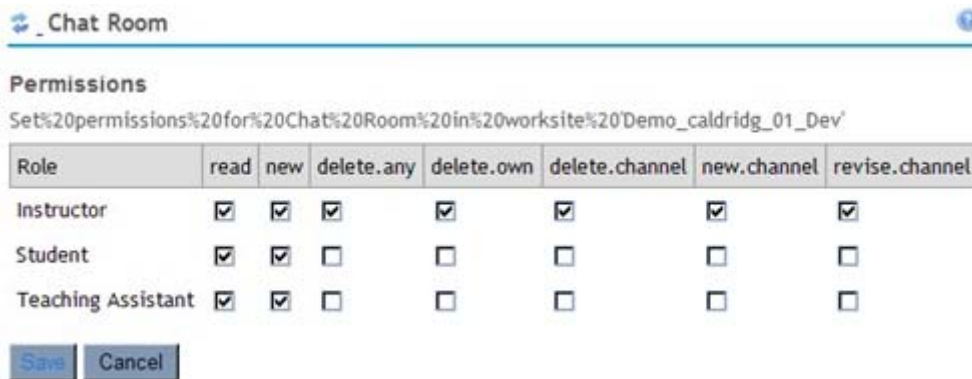 _ Chat Room
Permissions
Set%20permissions%20for%20Chat%20Room%20in%20worksite%20'Demo_caldridg_01_Dev'
Role read new delete.any delete.own delete.channel new.channel revise.channel
Instructor
Student
Teaching Assistant
Save Cancel